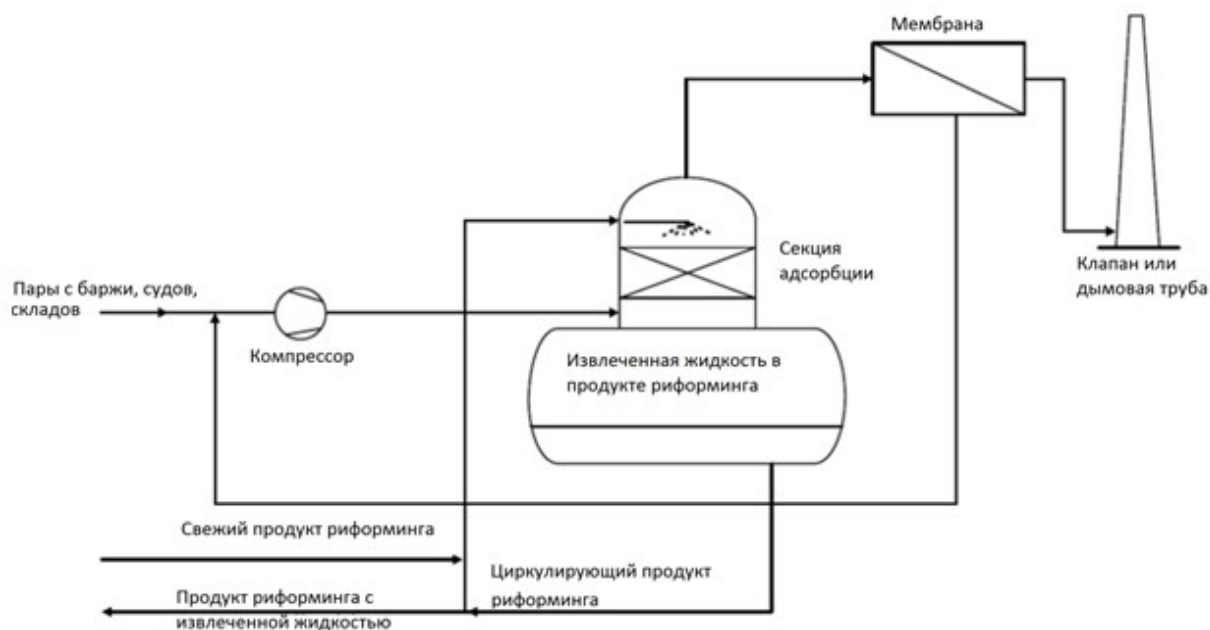 Мембрана
Секция
адсорбции
Клапан или
дымовая труба
Пары с баржи, судов,
складов
Компрессор
Извлеченная жидкость в
продукте риформинга
Свежий продукт риформинга
Циркулирующий продукт
риформинга
Продукт риформинга с
извлеченной жидкостью